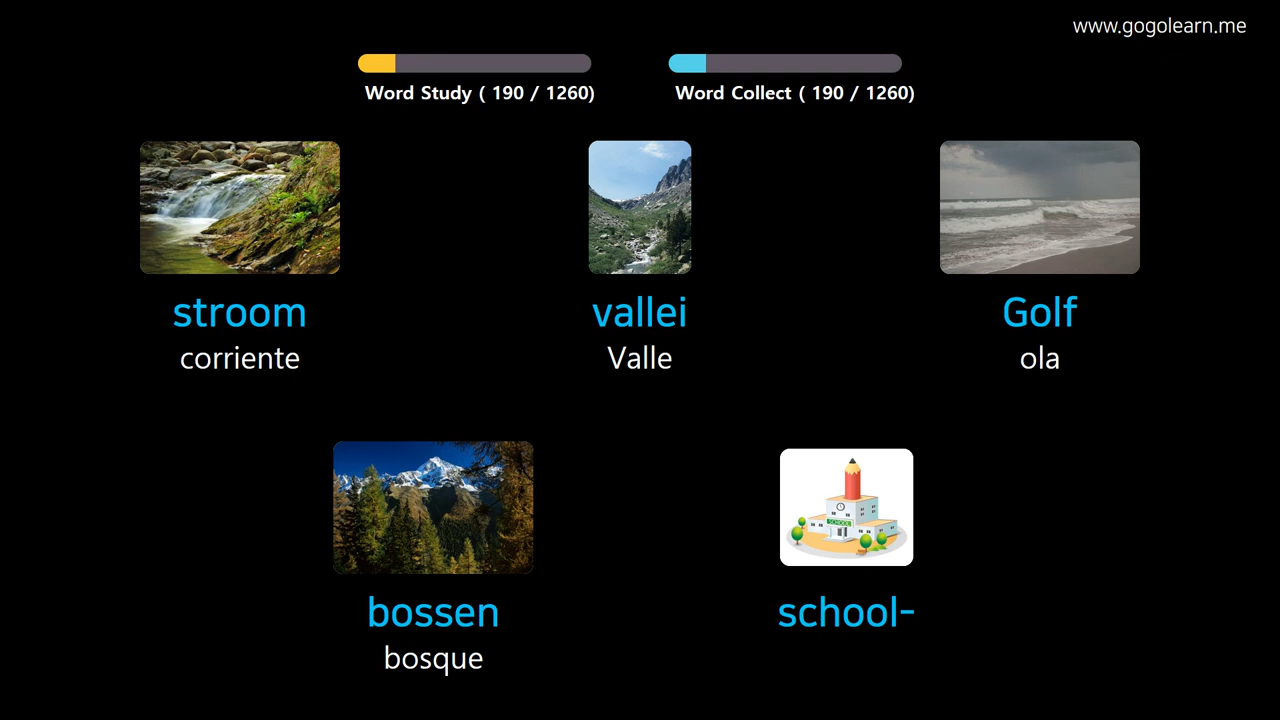 www.gogolearn.me
Word Study ( 190 / 1260)
Word Collect ( 190 / 1260)
stroom
corriente
vallei
Valle
Golf
ola
bossen
bosque
SCHOOL
school-